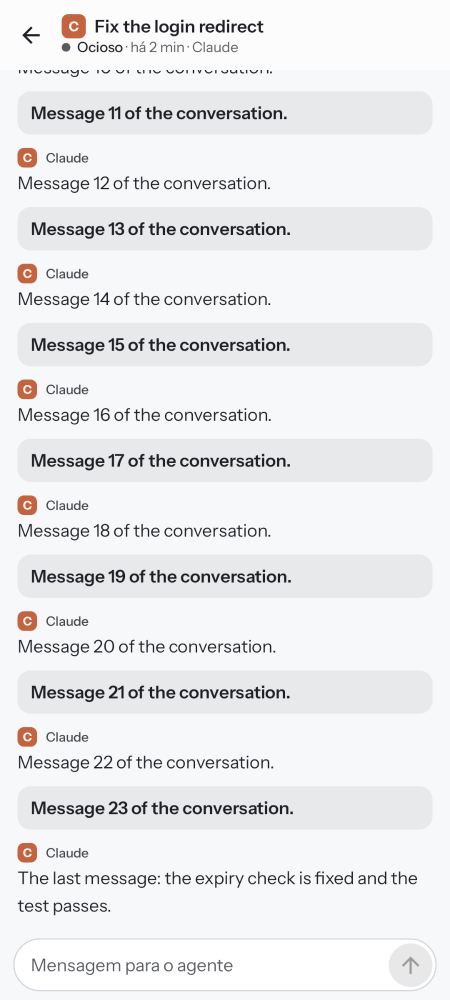 C Fix the login redirect
Ocioso · há 2 min · Claude
Message 11 of the conversation.
C Claude
Message 12 of the conversation.
Message 13 of the conversation.
C Claude
Message 14 of the conversation.
Message 15 of the conversation.
C Claude
Message 16 of the conversation.
Message 17 of the conversation.
C Claude
Message 18 of the conversation.
Message 19 of the conversation.
C Claude
Message 20 of the conversation.
Message 21 of the conversation.
C Claude
Message 22 of the conversation.
Message 23 of the conversation.
C Claude
The last message: the expiry check is fixed and the
test passes.
Mensagem para o agente